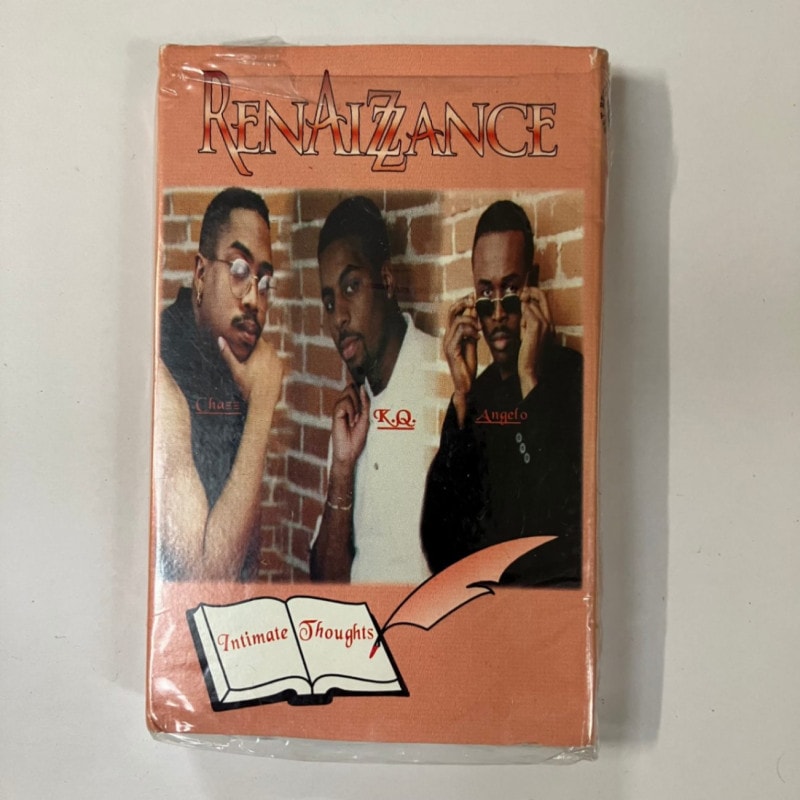 RENAIZZANCE
Chazz
K.Q.
Angelo
Intimate Thoughts